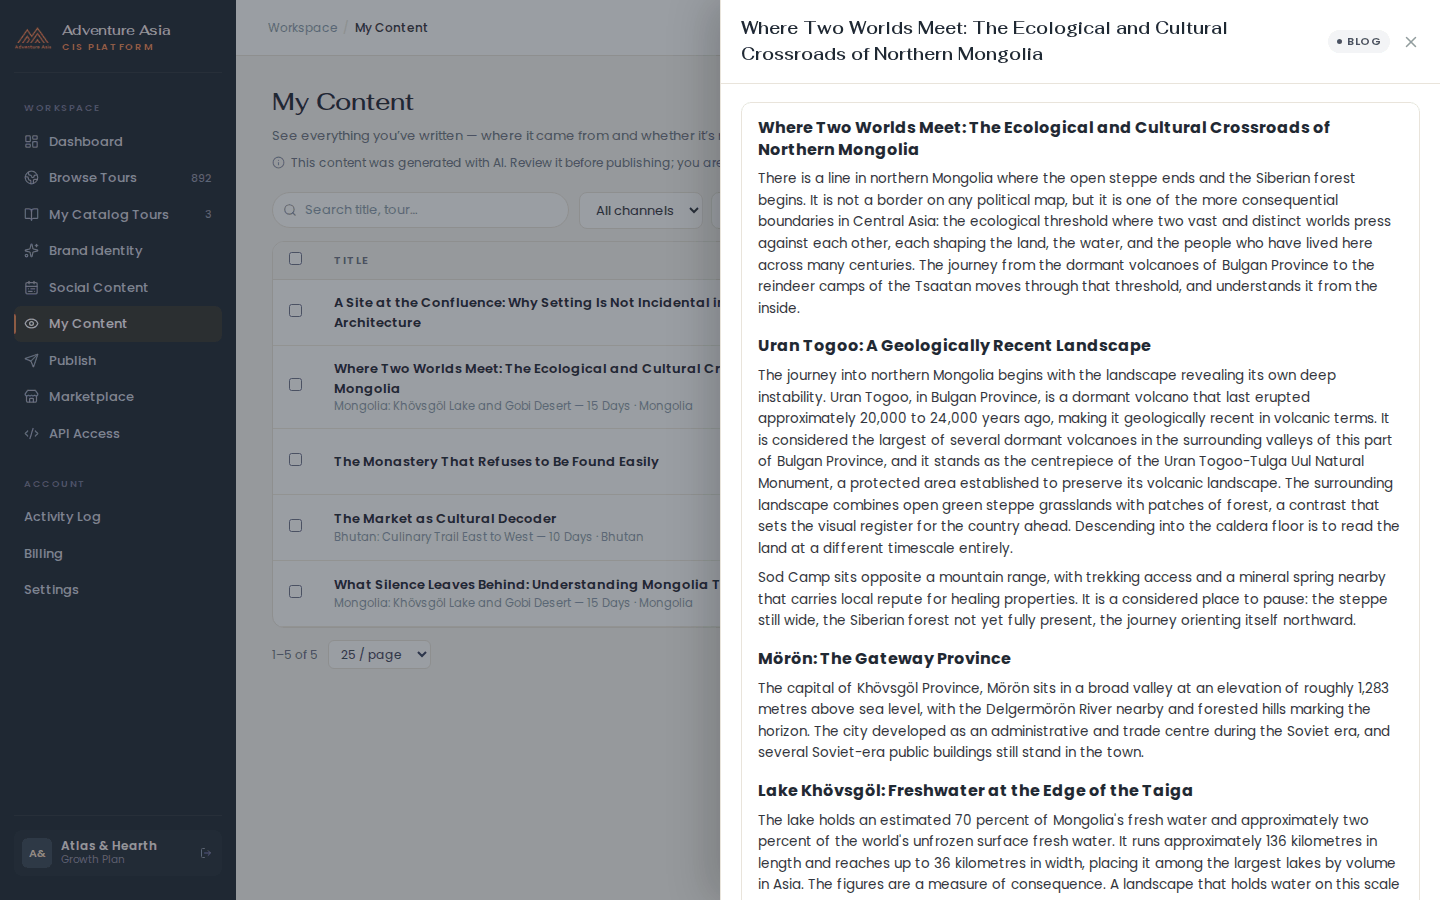 Adventure Asia
CIS PLATFORM
Adventure Asia
WORKSPACE
Dashboard
Browse Tours 892
My Catalog Tours 3
Brand Identity
Social Content
My Content
Publish
Marketplace
API Access
ACCOUNT
Activity Log
Billing
Settings
A&
Atlas & Hearth
Growth Plan
Workspace / My Content
My Content
See everything you've written — where it came from and whether it's
This content was generated with AI. Review it before publishing; you are
Search title, tour...
All channels
TITLE
A Site at the Confluence: Why Setting Is Not Incidental in
Architecture
Where Two Worlds Meet: The Ecological and Cultural Cr
Mongolia
Mongolia: Khövsgöl Lake and Gobi Desert — 15 Days · Mongolia
The Monastery That Refuses to Be Found Easily
The Market as Cultural Decoder
Bhutan: Culinary Trail East to West — 10 Days · Bhutan
What Silence Leaves Behind: Understanding Mongolia T
Mongolia: Khövsgöl Lake and Gobi Desert — 15 Days · Mongolia
1–5 of 5
25 / page
Where Two Worlds Meet: The Ecological and Cultural
Crossroads of Northern Mongolia
BLOG
Where Two Worlds Meet: The Ecological and Cultural Crossroads of
Northern Mongolia
There is a line in northern Mongolia where the open steppe ends and the Siberian forest
begins. It is not a border on any political map, but it is one of the more consequential
boundaries in Central Asia: the ecological threshold where two vast and distinct worlds press
against each other, each shaping the land, the water, and the people who have lived here
across many centuries. The journey from the dormant volcanoes of Bulgan Province to the
reindeer camps of the Tsaatan moves through that threshold, and understands it from the
inside.
Uran Togoo: A Geologically Recent Landscape
The journey into northern Mongolia begins with the landscape revealing its own deep
instability. Uran Togoo, in Bulgan Province, is a dormant volcano that last erupted
approximately 20,000 to 24,000 years ago, making it geologically recent in volcanic terms. It
is considered the largest of several dormant volcanoes in the surrounding valleys of this part
of Bulgan Province, and it stands as the centrepiece of the Uran Togoo-Tulga Uul Natural
Monument, a protected area established to preserve its volcanic landscape. The surrounding
landscape combines open green steppe grasslands with patches of forest, a contrast that
sets the visual register for the country ahead. Descending into the caldera floor is to read the
land at a different timescale entirely.
Sod Camp sits opposite a mountain range, with trekking access and a mineral spring nearby
that carries local repute for healing properties. It is a considered place to pause: the steppe
still wide, the Siberian forest not yet fully present, the journey orienting itself northward.
Mörön: The Gateway Province
The capital of Khövsgöl Province, Mörön sits in a broad valley at an elevation of roughly 1,283
metres above sea level, with the Delgermörön River nearby and forested hills marking the
horizon. The city developed as an administrative and trade centre during the Soviet era, and
several Soviet-era public buildings still stand in the town.
Lake Khövsgöl: Freshwater at the Edge of the Taiga
The lake holds an estimated 70 percent of Mongolia's fresh water and approximately two
percent of the world's unfrozen surface fresh water. It runs approximately 136 kilometres in
length and reaches up to 36 kilometres in width, placing it among the largest lakes by volume
in Asia. The figures are a measure of consequence. A landscape that holds water on this scale